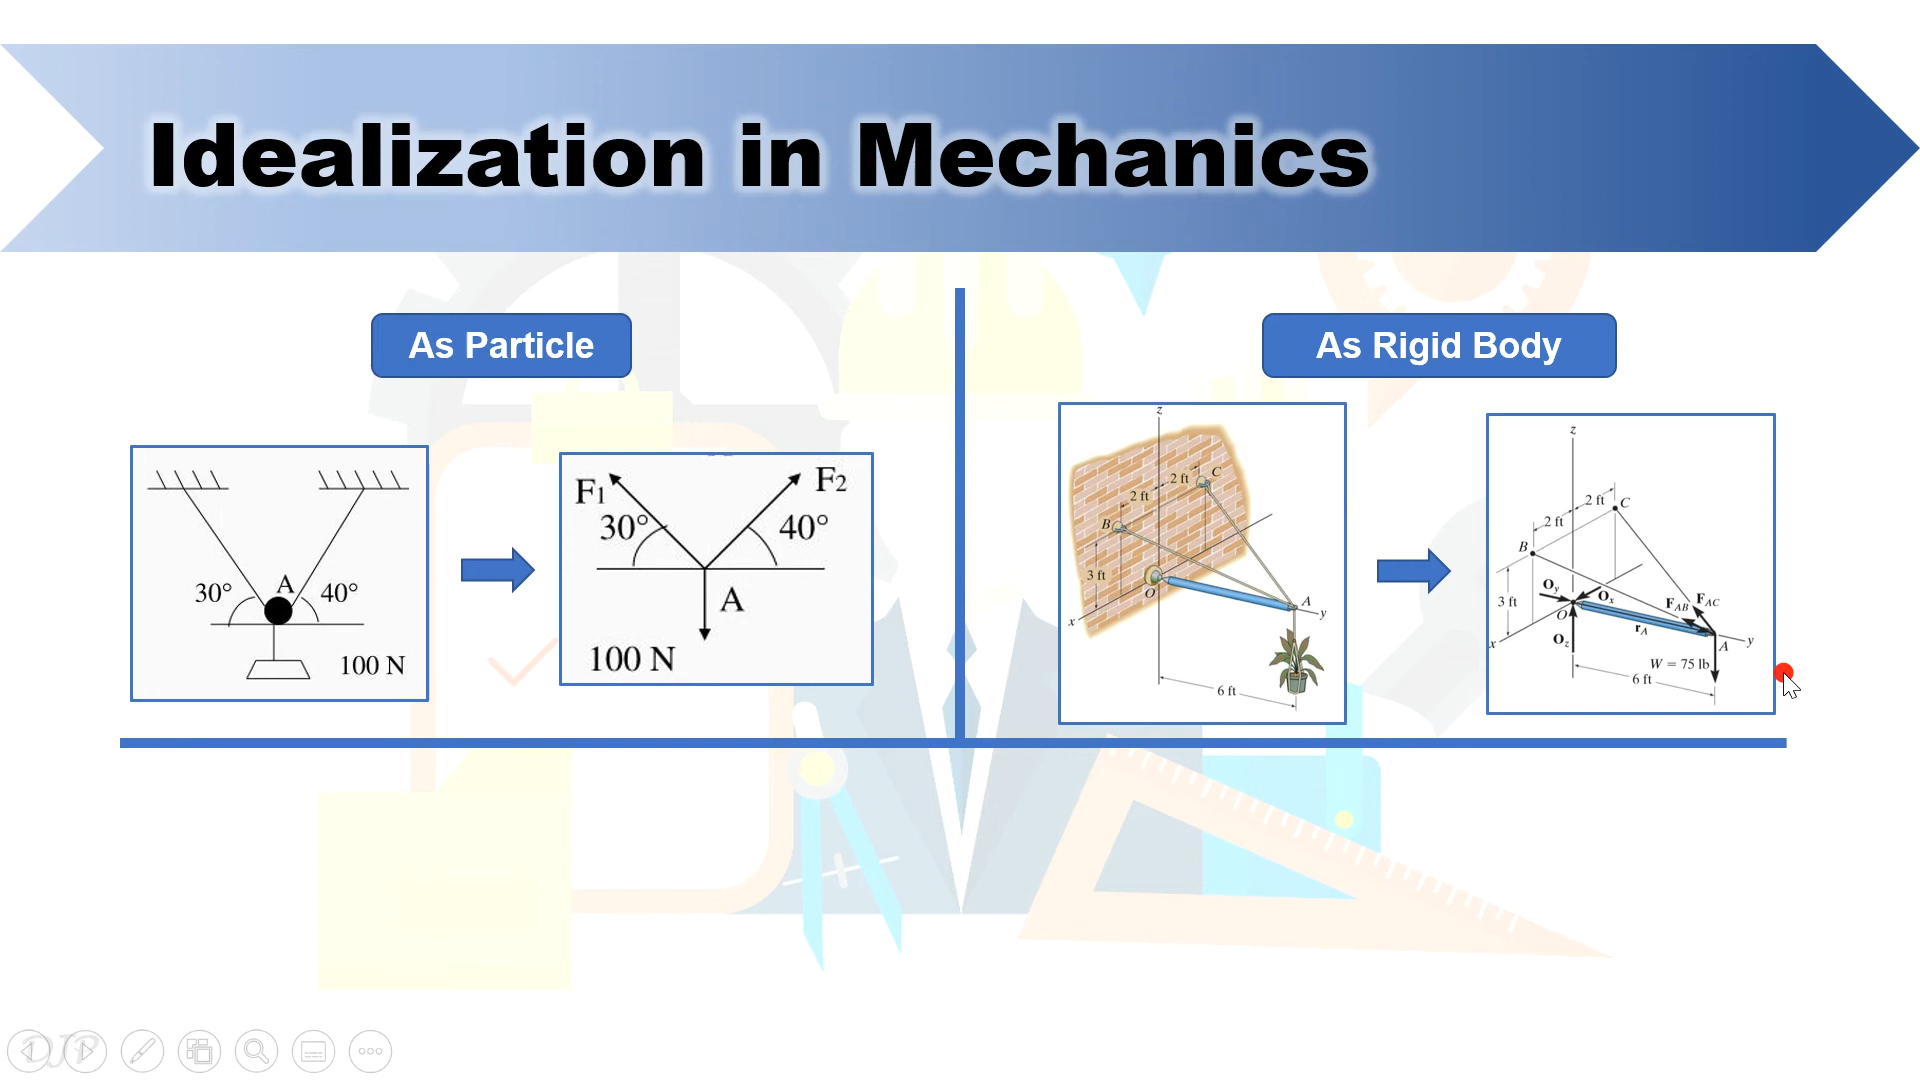 Idealization in Mechanics
As Particle
As Rigid Body
30°
A
40°
100 N
F1
F2
30°
40°
A
100 N
z
2 ft
C
2 ft
B
3 ft
O
A
x
y
6 ft
z
2 ft
C
2 ft
B
Oy
Ox
3 ft
O
FAB
FAC
rA
x
Oz
A
y
W = 75 lb
6 ft
DJP